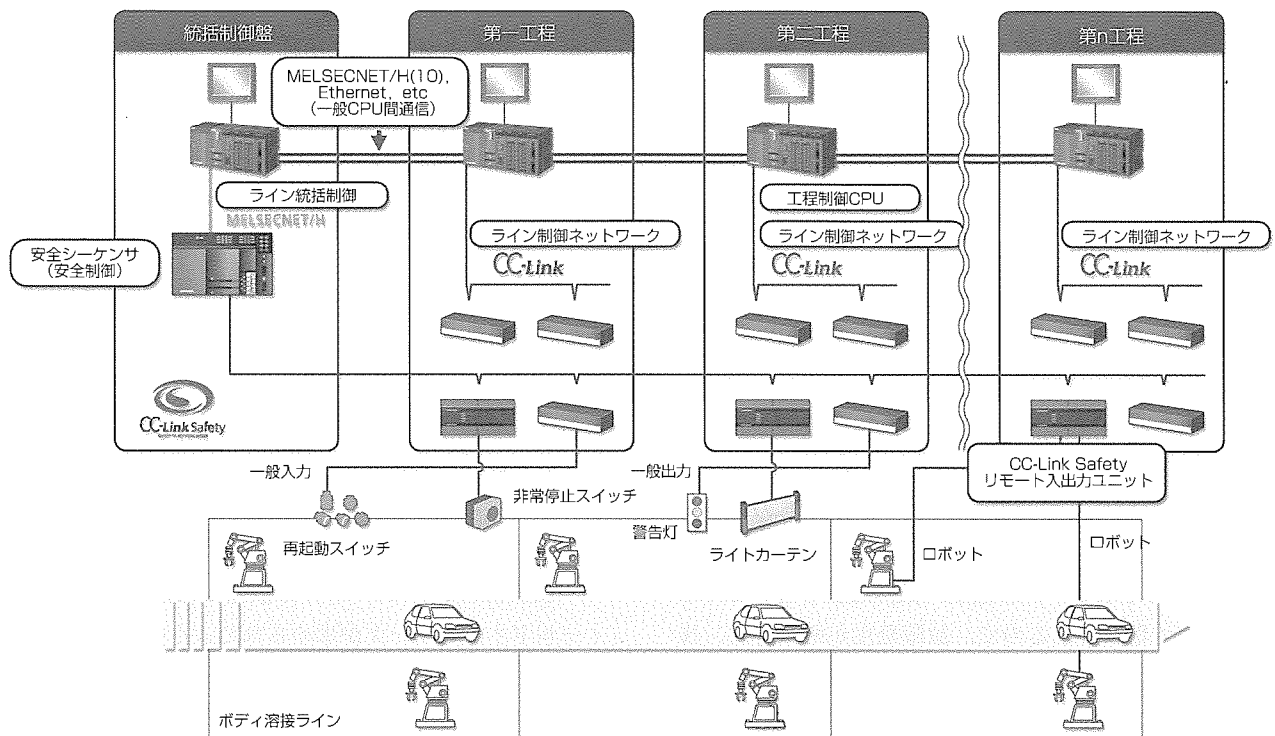 統括制御盤
第一工程
第二工程
第n工程
MELSECNET/H(10),
Ethernet, etc
(一般CPU間通信)
ライン統括制御
MELSECNET/H
工程制御CPU
安全シーケンサ
(安全制御)
ライン制御ネットワーク
CC-Link
ライン制御ネットワーク
CC-Link
ライン制御ネットワーク
CC-Link
CC-Link Safety
一般入力
非常停止スイッチ
一般出力
CC-Link Safety
リモート入出力ユニット
再起動スイッチ
警告灯
ライトカーテン
ロボット
ロボット
ボディ溶接ライン